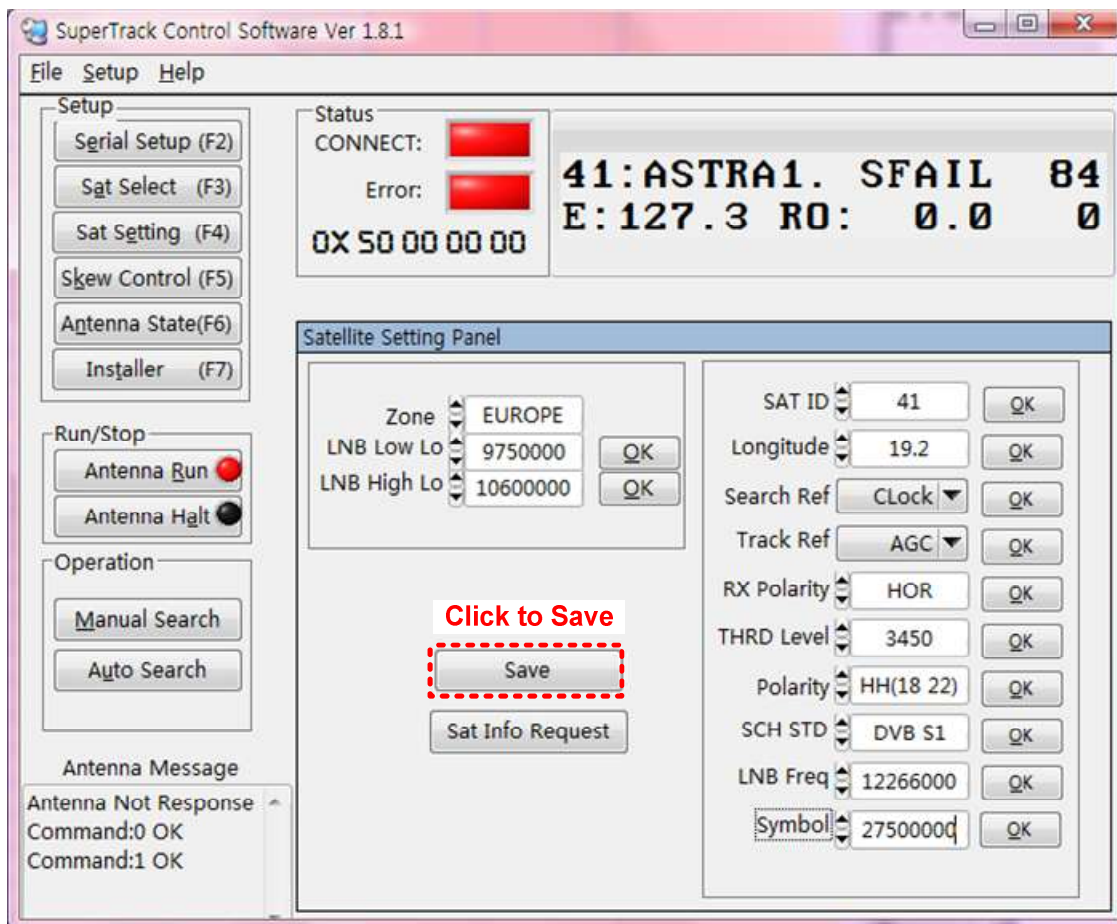 SuperTrack Control Software Ver 1.8.1
File Setup Help
Setup
Serial Setup (F2)
Sat Select (F3)
Sat Setting (F4)
Skew Control (F5)
Antenna State(F6)
Installer (F7)
Run/Stop
Antenna Run
Antenna Halt
Operation
Manual Search
Auto Search
Antenna Message
Antenna Not Response
Command:0 OK
Command:1 OK
Status
CONNECT:
Error:
0X 50 00 00 00
41:ASTRA1. SFAIL 84
E:127.3 RO: 0.0 0
Satellite Setting Panel
Zone EUROPE
LNB Low Lo 9750000 OK
LNB High Lo 10600000 OK
Click to Save
Save
Sat Info Request
SAT ID 41 OK
Longitude 19.2 OK
Search Ref CLock OK
Track Ref AGC OK
RX Polarity HOR OK
THRD Level 3450 OK
Polarity HH(18 22) OK
SCH STD DVB S1 OK
LNB Freq 12266000 OK
Symbol 27500000 OK